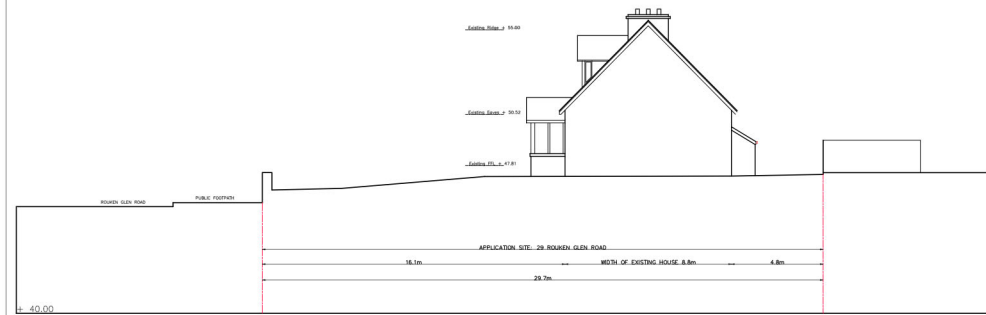 Existing Ridge + 55.60
Existing Eaves + 50.52
Existing FFL + 47.81
PUBLIC FOOTPATH
ROUKEN GLEN ROAD
APPLICATION SITE: 29 ROUKEN GLEN ROAD
16.1m WIDTH OF EXISTING HOUSE 8.8m 4.8m
29.7m
+ 40.00